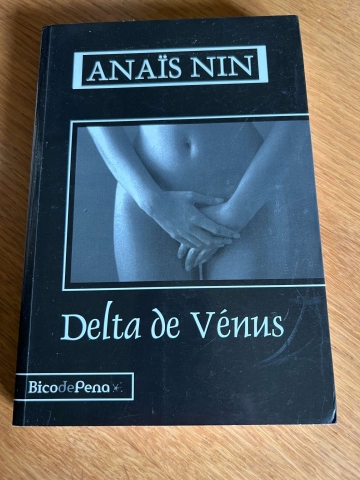 ANAÏS NIN
Delta de Vénus
BicodePena